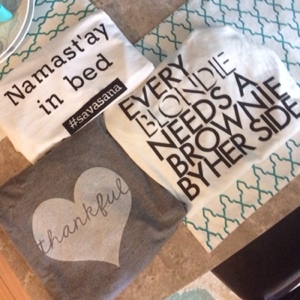 Namast'ay
in bed
#savasana
EVERY
BLONDIE
NEEDS A
BROWNIE
BY HER SIDE
thankful